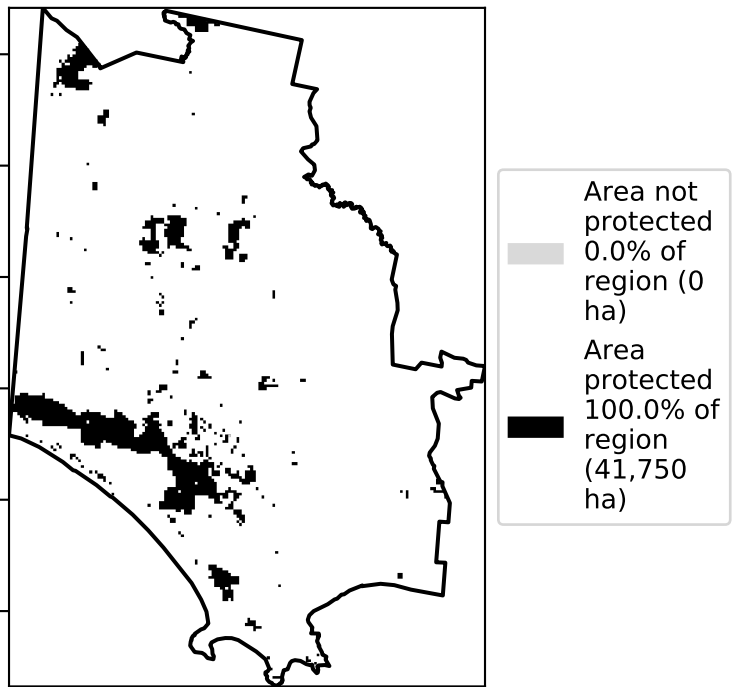 Area not
protected
0.0% of
region (0
ha)
Area
protected
100.0% of
region
(41,750
ha)